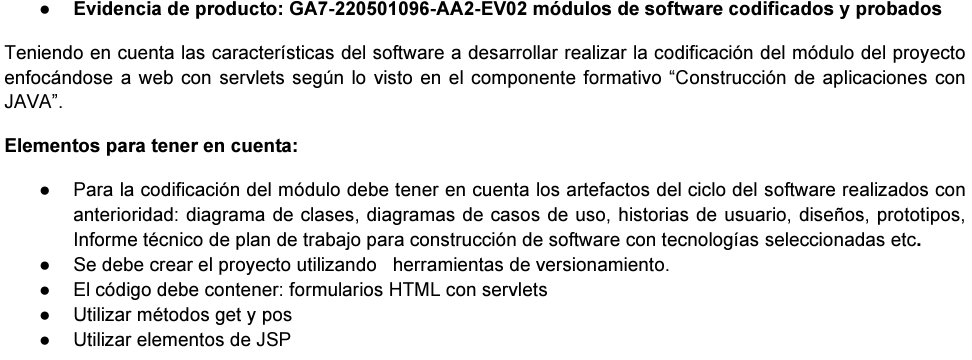 ● Evidencia de producto: GA7-220501096-AA2-EV02 módulos de software codificados y probados
Teniendo en cuenta las características del software a desarrollar realizar la codificación del módulo del proyecto
enfocándose a web con servlets según lo visto en el componente formativo “Construcción de aplicaciones con
JAVA”.
Elementos para tener en cuenta:
● Para la codificación del módulo debe tener en cuenta los artefactos del ciclo del software realizados con
anterioridad: diagrama de clases, diagramas de casos de uso, historias de usuario, diseños, prototipos,
Informe técnico de plan de trabajo para construcción de software con tecnologías seleccionadas etc.
● Se debe crear el proyecto utilizando herramientas de versionamiento.
● El código debe contener: formularios HTML con servlets
● Utilizar métodos get y pos
● Utilizar elementos de JSP